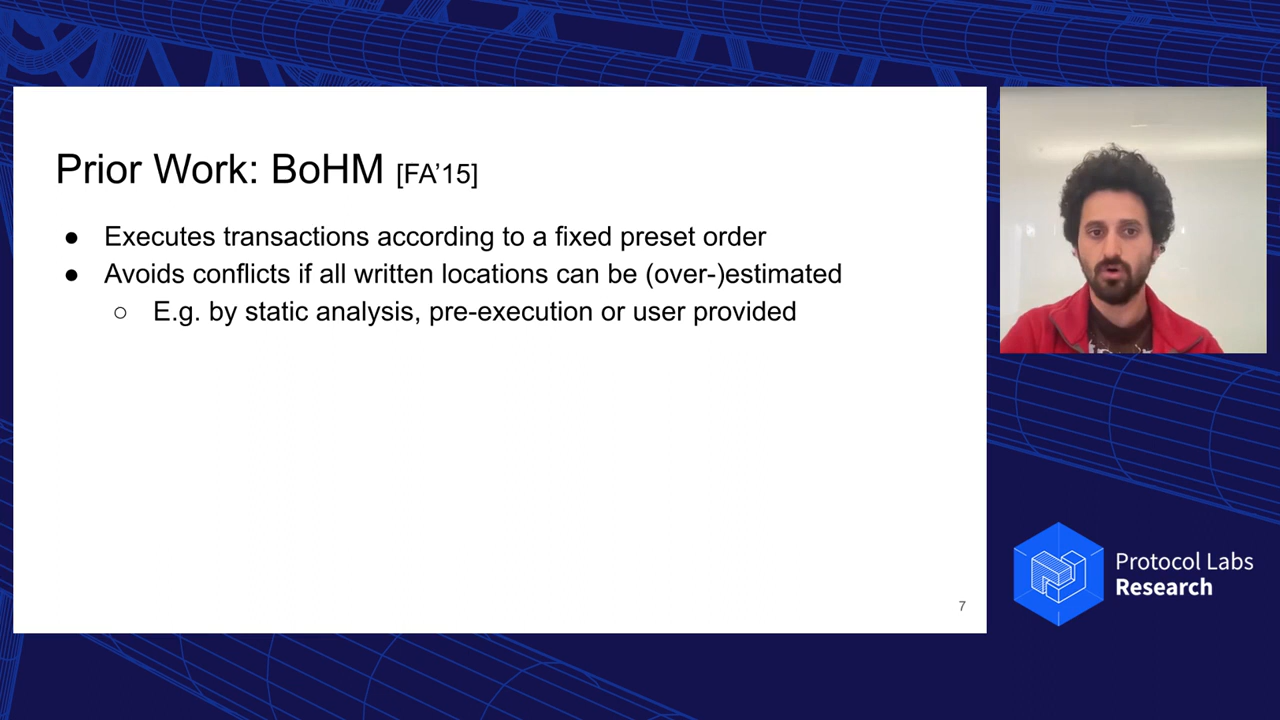 Prior Work: BoHM [FA’15]
● Executes transactions according to a fixed preset order
● Avoids conflicts if all written locations can be (over-)estimated
○ E.g. by static analysis, pre-execution or user provided
7
Protocol Labs
Research